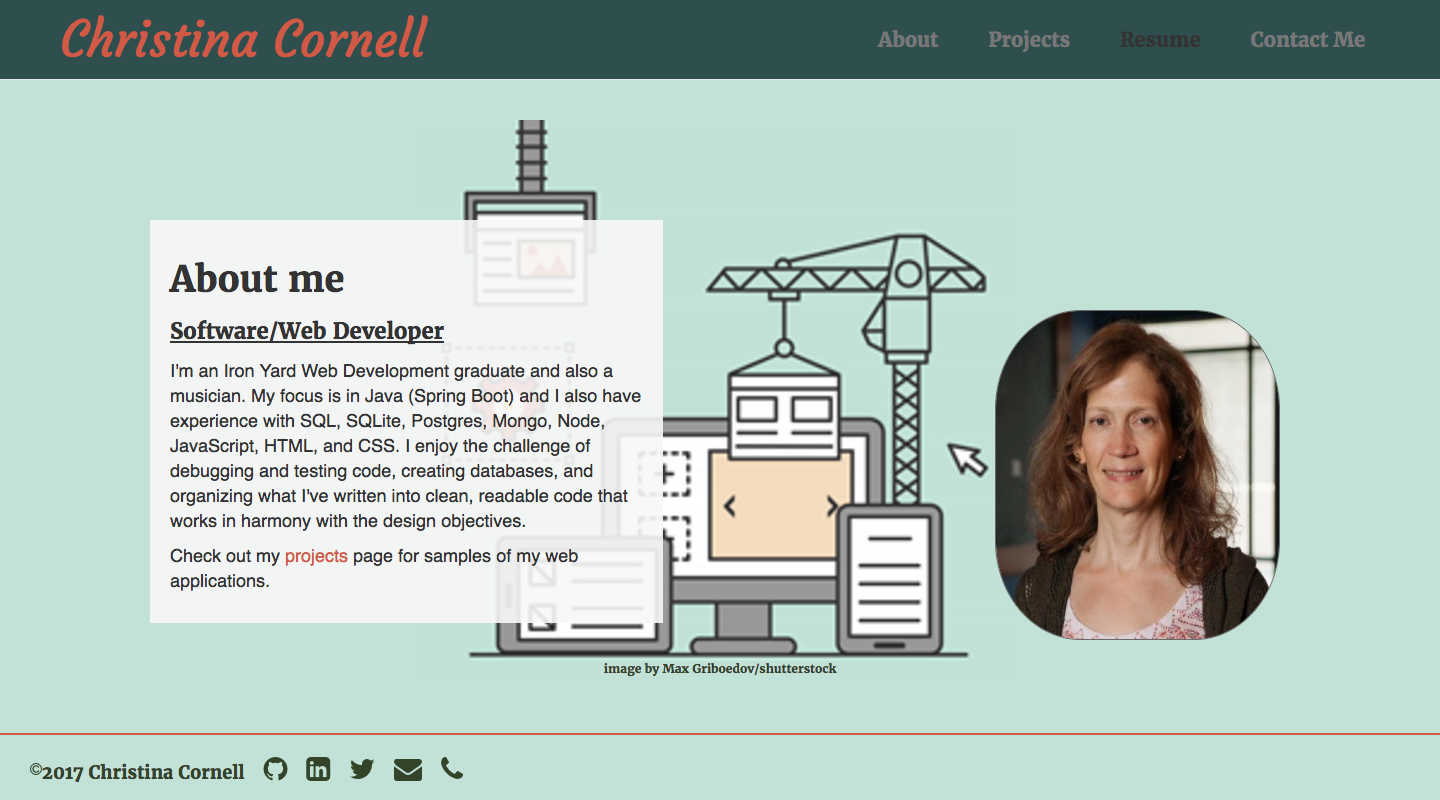 Christina Cornell
About Projects Resume Contact Me
About me
Software/Web Developer
I'm an Iron Yard Web Development graduate and also a
musician. My focus is in Java (Spring Boot) and I also have
experience with SQL, SQLite, Postgres, Mongo, Node,
JavaScript, HTML, and CSS. I enjoy the challenge of
debugging and testing code, creating databases, and
organizing what I've written into clean, readable code that
works in harmony with the design objectives.
Check out my projects page for samples of my web
applications.
image by Max Griboedov/shutterstock
©2017 Christina Cornell